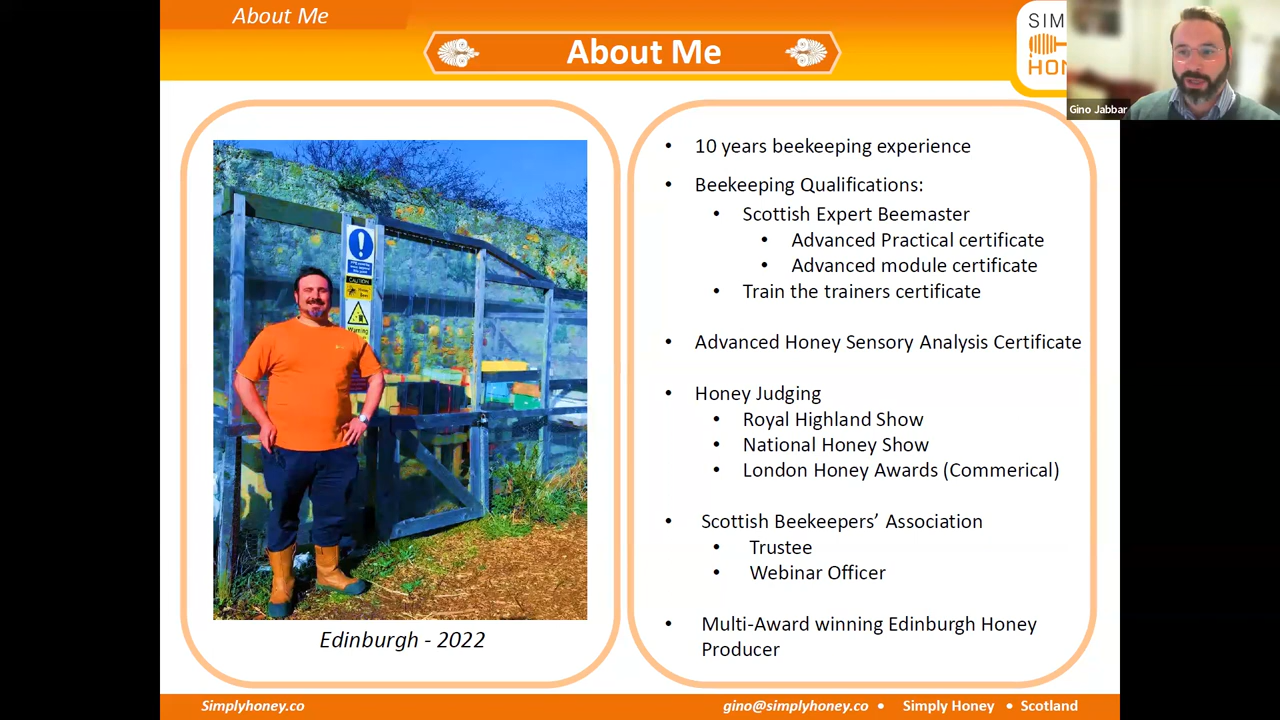 About Me
About Me
SIM
HON
Gino Jabbar
• 10 years beekeeping experience
• Beekeeping Qualifications:
• Scottish Expert Beemaster
• Advanced Practical certificate
• Advanced module certificate
• Train the trainers certificate
• Advanced Honey Sensory Analysis Certificate
• Honey Judging
• Royal Highland Show
• National Honey Show
• London Honey Awards (Commerical)
• Scottish Beekeepers’ Association
• Trustee
• Webinar Officer
• Multi-Award winning Edinburgh Honey
Producer
CAUTION
Warning
Edinburgh - 2022
Simplyhoney.co
gino@simplyhoney.co • Simply Honey • Scotland